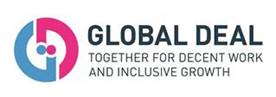 GLOBAL DEAL
TOGETHER FOR DECENT WORK
AND INCLUSIVE GROWTH